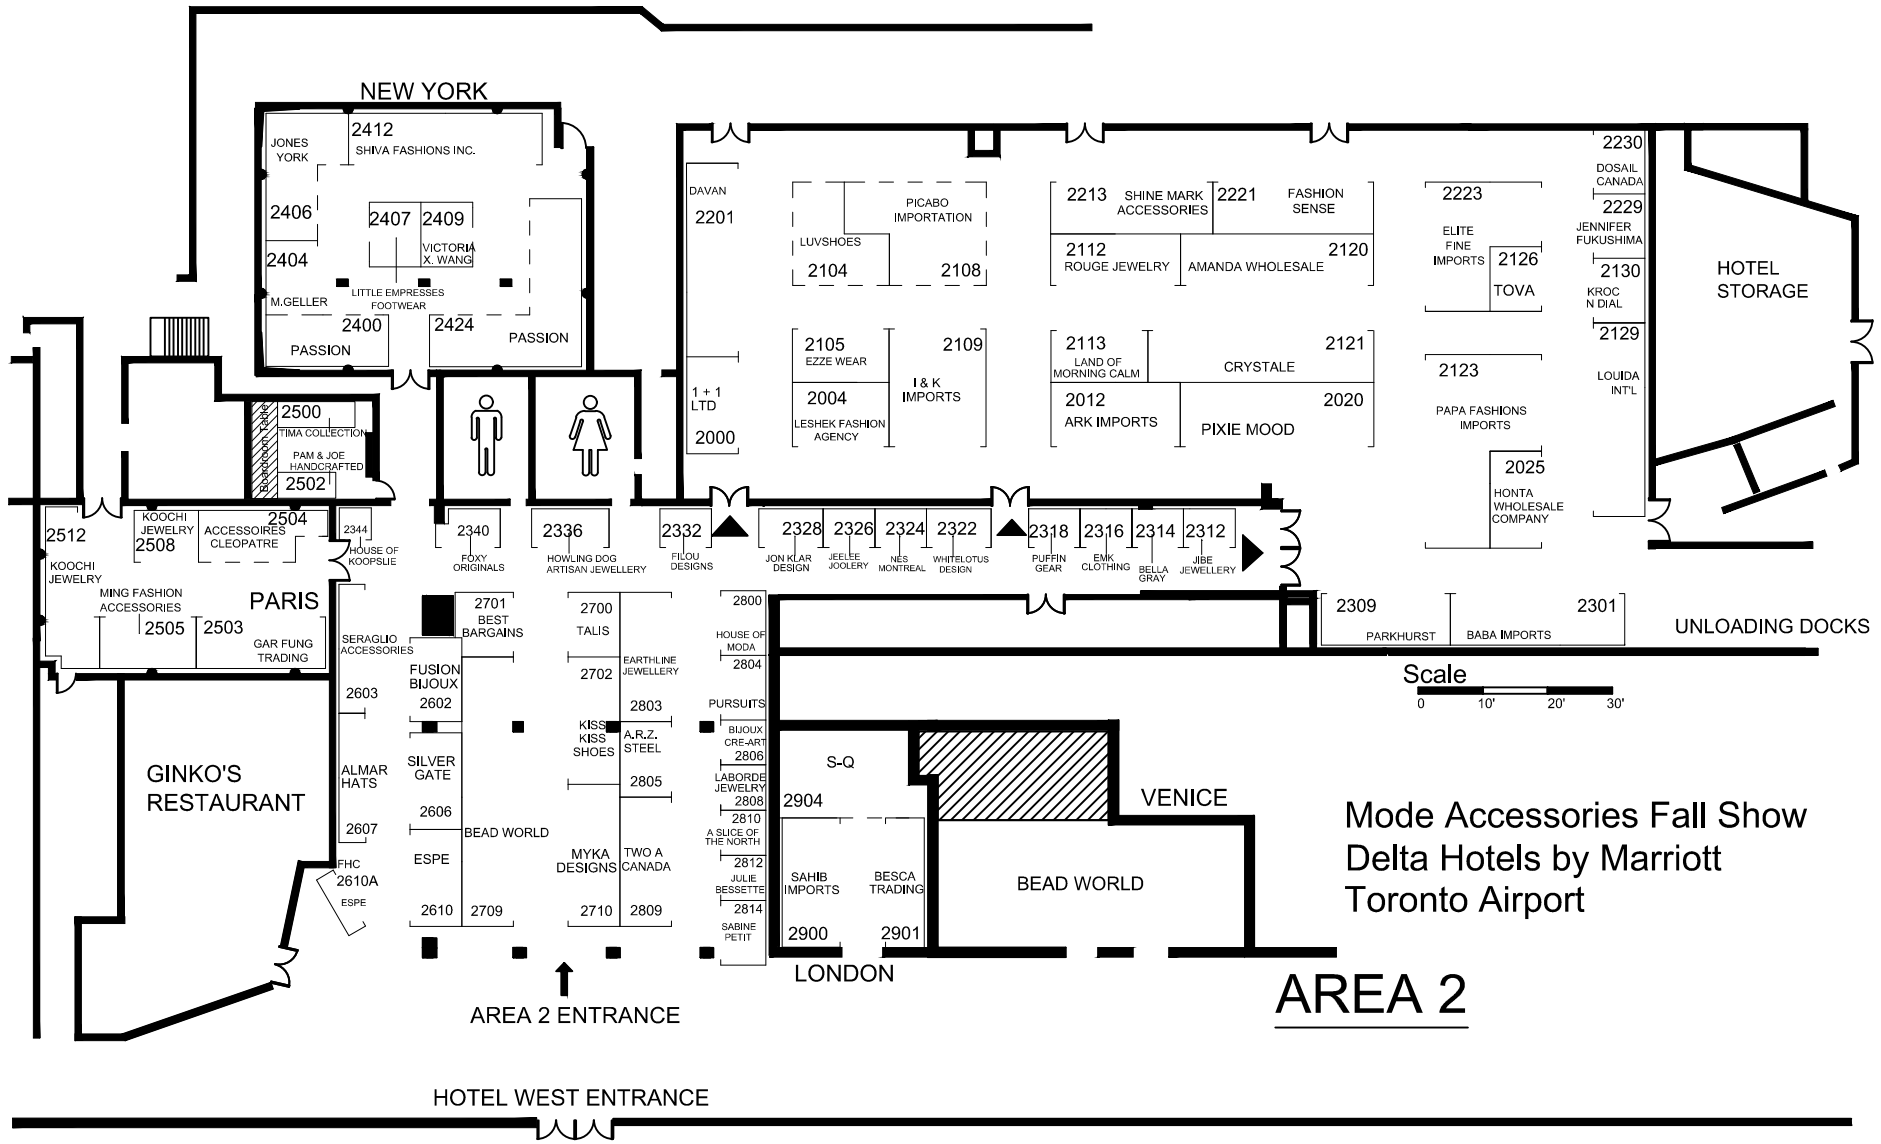 NEW YORK
JONES
YORK
2412
SHIVA FASHIONS INC.
2406
2407
2409
VICTORIA
X. WANG
2404
M.GELLER
LITTLE EMPRESSES
FOOTWEAR
2400
PASSION
2424
PASSION
DAVAN
2201
1 + 1
LTD
2000
LUVSHOES
2104
PICABO
IMPORTATION
2108
2105
EZZE WEAR
2004
LESHEK FASHION
AGENCY
2109
I & K
IMPORTS
2213
SHINE MARK
ACCESSORIES
2221
FASHION
SENSE
2112
ROUGE JEWELRY
2120
AMANDA WHOLESALE
2113
LAND OF
MORNING CALM
2121
CRYSTALE
2012
ARK IMPORTS
2020
PIXIE MOOD
2223
ELITE
FINE
IMPORTS
2126
TOVA
2123
PAPA FASHIONS
IMPORTS
2025
HONTA
WHOLESALE
COMPANY
2230
DOSAIL
CANADA
2229
JENNIFER
FUKUSHIMA
2130
KROC
N DIAL
2129
LOUIDA
INT'L
HOTEL
STORAGE
Boardroom Table
2500
TIMA COLLECTION
PAM & JOE
HANDCRAFTED
2502
2512
KOOCHI
JEWELRY
KOOCHI
JEWELRY
2508
2504
ACCESSOIRES
CLEOPATRE
MING FASHION
ACCESSORIES
2505
2503
GAR FUNG
TRADING
PARIS
2344
HOUSE OF
KOOPSLIE
2340
FOXY
ORIGINALS
2336
HOWLING DOG
ARTISAN JEWELLERY
2332
FILOU
DESIGNS
2328
JON KLAR
DESIGN
2326
JEELEE
JOOLERY
2324
NES
MONTREAL
2322
WHITELOTUS
DESIGN
2318
PUFFIN
GEAR
2316
EMK
CLOTHING
2314
BELLA
GRAY
2312
JIBE
JEWELLERY
2309
PARKHURST
2301
BABA IMPORTS
UNLOADING DOCKS
Scale
0 10' 20' 30'
SERAGLIO
ACCESSORIES
2603
ALMAR
HATS
2607
FHC
2610A
ESPE
2701
BEST
BARGAINS
FUSION
BIJOUX
2602
SILVER
GATE
2606
ESPE
2610
BEAD WORLD
2709
2700
TALIS
2702
KISS
KISS
SHOES
MYKA
DESIGNS
2710
EARTHLINE
JEWELLERY
2803
A.R.Z.
STEEL
2805
TWO A
CANADA
2809
2800
HOUSE OF
MODA
2804
PURSUITS
BIJOUX
CRE-ART
2806
LABORDE
JEWELRY
2808
2810
A SLICE OF
THE NORTH
2812
JULIE
BESSETTE
2814
SABINE
PETIT
S-Q
2904
SAHIB
IMPORTS
2900
BESCA
TRADING
2901
LONDON
VENICE
BEAD WORLD
GINKO'S
RESTAURANT
Mode Accessories Fall Show
Delta Hotels by Marriott
Toronto Airport
AREA 2
AREA 2 ENTRANCE
HOTEL WEST ENTRANCE